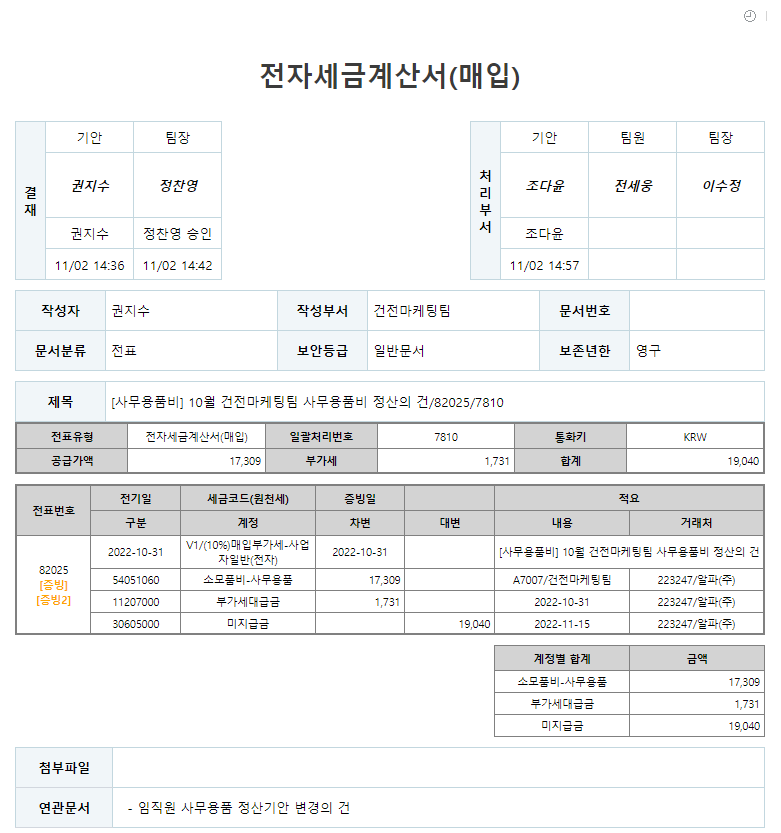 전자세금계산서(매입)
결재 기안 팀장
권지수 정찬영
권지수 정찬영 승인
11/02 14:36 11/02 14:42
처리부서 기안 팀원 팀장
조다윤 전세웅 이수정
조다윤
11/02 14:57
작성자 권지수 작성부서 건전마케팅팀 문서번호
문서분류 전표 보안등급 일반문서 보존년한 영구
제목 [사무용품비] 10월 건전마케팅팀 사무용품비 정산의 건/82025/7810
전표유형 전자세금계산서(매입) 일괄처리번호 7810 통화키 KRW
공급가액 17,309 부가세 1,731 합계 19,040
전표번호 전기일 세금코드(원천세) 증빙일 적요
구분 계정 차변 대변 내용 거래처
82025
[증빙]
[증빙2]
2022-10-31 V1/(10%)매입부가세-사업
자일반(전자) 2022-10-31 [사무용품비] 10월 건전마케팅팀 사무용품비 정산의 건
54051060 소모품비-사무용품 17,309 A7007/건전마케팅팀 223247/알파(주)
11207000 부가세대급금 1,731 2022-10-31 223247/알파(주)
30605000 미지급금 19,040 2022-11-15 223247/알파(주)
계정별 합계 금액
소모품비-사무용품 17,309
부가세대급금 1,731
미지급금 19,040
첨부파일
연관문서 - 임직원 사무용품 정산기안 변경의 건